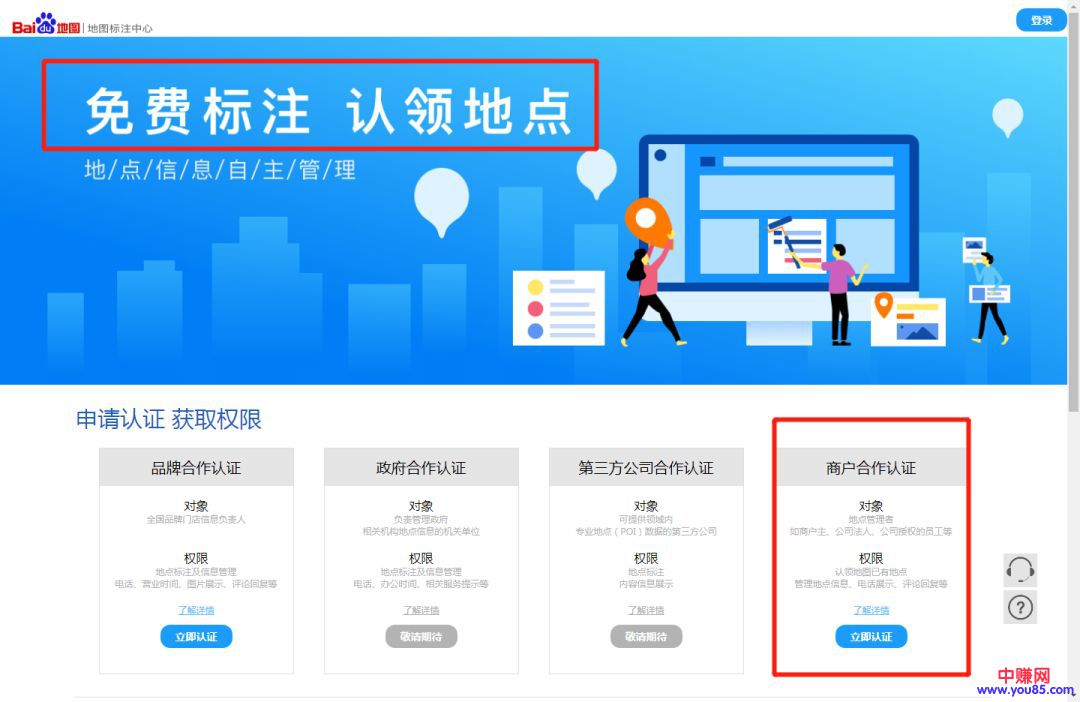 Bai du 地图 | 地图标注中心
登录
免费标注 认领地点
地/点/信/息/自/主/管/理
申请认证 获取权限
品牌合作认证
对象
全国品牌门店信息负责人
权限
地点标注及信息管理
电话、营业时间、图片展示、评论回复等
了解详情
立即认证
政府合作认证
对象
负责管理政府
相关机构地点信息的机关单位
权限
地点标注及信息管理
电话、办公时间、相关服务提示等
了解详情
敬请期待
第三方公司合作认证
对象
可提供领域内
专业地点（POI）数据的第三方公司
权限
地点标注
内容信息展示
了解详情
敬请期待
商户合作认证
对象
地点管理者
如商户主、公司法人、公司授权的员工等
权限
认领地图已有地点
管理地点信息、电话展示、评论回复等
了解详情
立即认证
?
中赚网
www.you85.com